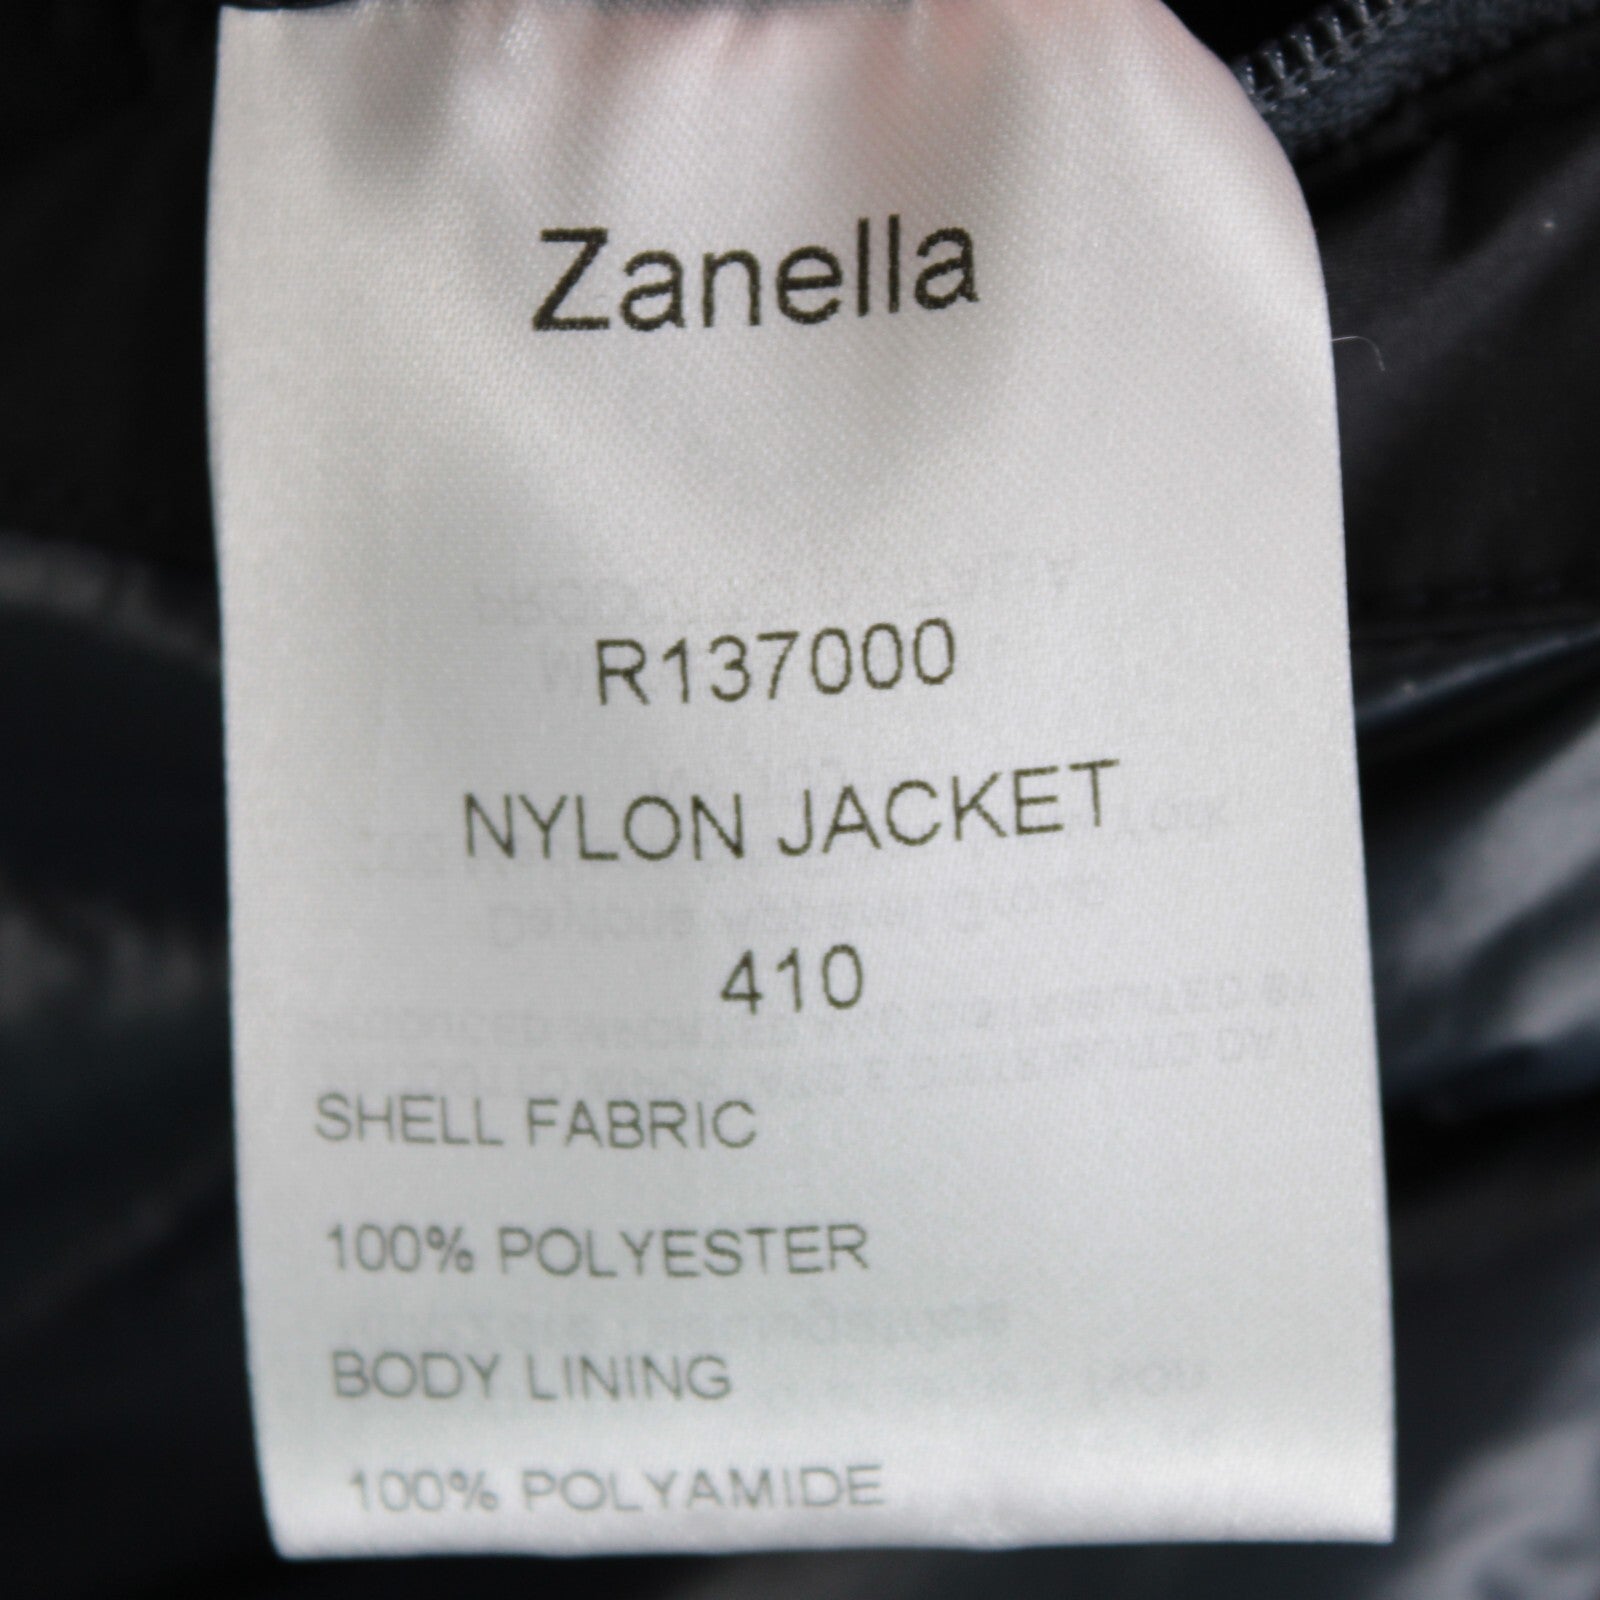 Zanella
R137000
NYLON JACKET
410
SHELL FABRIC
100% POLYESTER
BODY LINING
100% POLYAMIDE